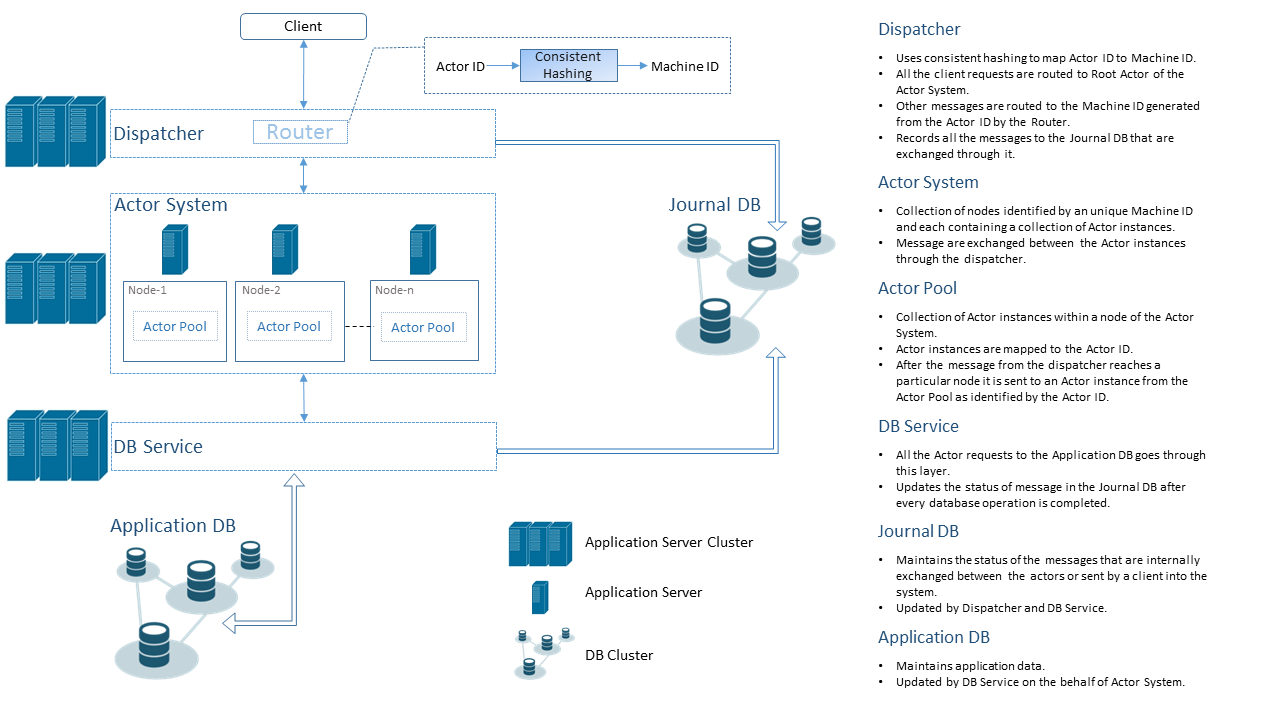 Client
Actor ID
Consistent
Hashing
Machine ID
Dispatcher
Router
Actor System
Node-1
Actor Pool
Node-2
Actor Pool
Node-n
Actor Pool
Journal DB
DB Service
Application DB
Application Server Cluster
Application Server
DB Cluster
Dispatcher
• Uses consistent hashing to map Actor ID to Machine ID.
• All the client requests are routed to Root Actor of the
Actor System.
• Other messages are routed to the Machine ID generated
from the Actor ID by the Router.
• Records all the messages to the Journal DB that are
exchanged through it.
Actor System
• Collection of nodes identified by an unique Machine ID
and each containing a collection of Actor instances.
• Message are exchanged between the Actor instances
through the dispatcher.
Actor Pool
• Collection of Actor instances within a node of the Actor
System.
• Actor instances are mapped to the Actor ID.
• After the message from the dispatcher reaches a
particular node it is sent to an Actor instance from the
Actor Pool as identified by the Actor ID.
DB Service
• All the Actor requests to the Application DB goes through
this layer.
• Updates the status of message in the Journal DB after
every database operation is completed.
Journal DB
• Maintains the status of the messages that are internally
exchanged between the actors or sent by a client into the
system.
• Updated by Dispatcher and DB Service.
Application DB
• Maintains application data.
• Updated by DB Service on the behalf of Actor System.